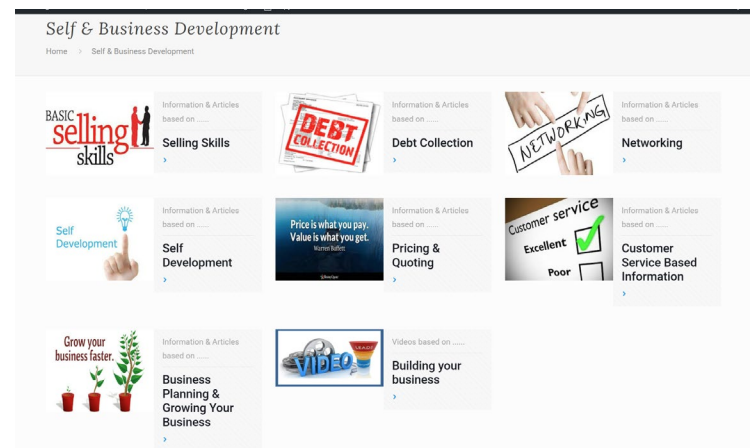 Self & Business Development
Home > Self & Business Development
BASIC
selling
skills
Information & Articles
based on ......
Selling Skills
>
DEBT
COLLECTION
Information & Articles
based on ......
Debt Collection
>
NETWORKING
Information & Articles
based on ......
Networking
>
Self
Development
Information & Articles
based on ......
Self
Development
>
Price is what you pay.
Value is what you get.
Warren Buffett
Information & Articles
based on ......
Pricing &
Quoting
>
Customer service
Excellent
Poor
Information & Articles
based on ......
Customer
Service Based
Information
>
Grow your
business faster.
Information & Articles
based on ......
Business
Planning &
Growing Your
Business
>
VIDEO
Videos based on ......
Building your
business
>